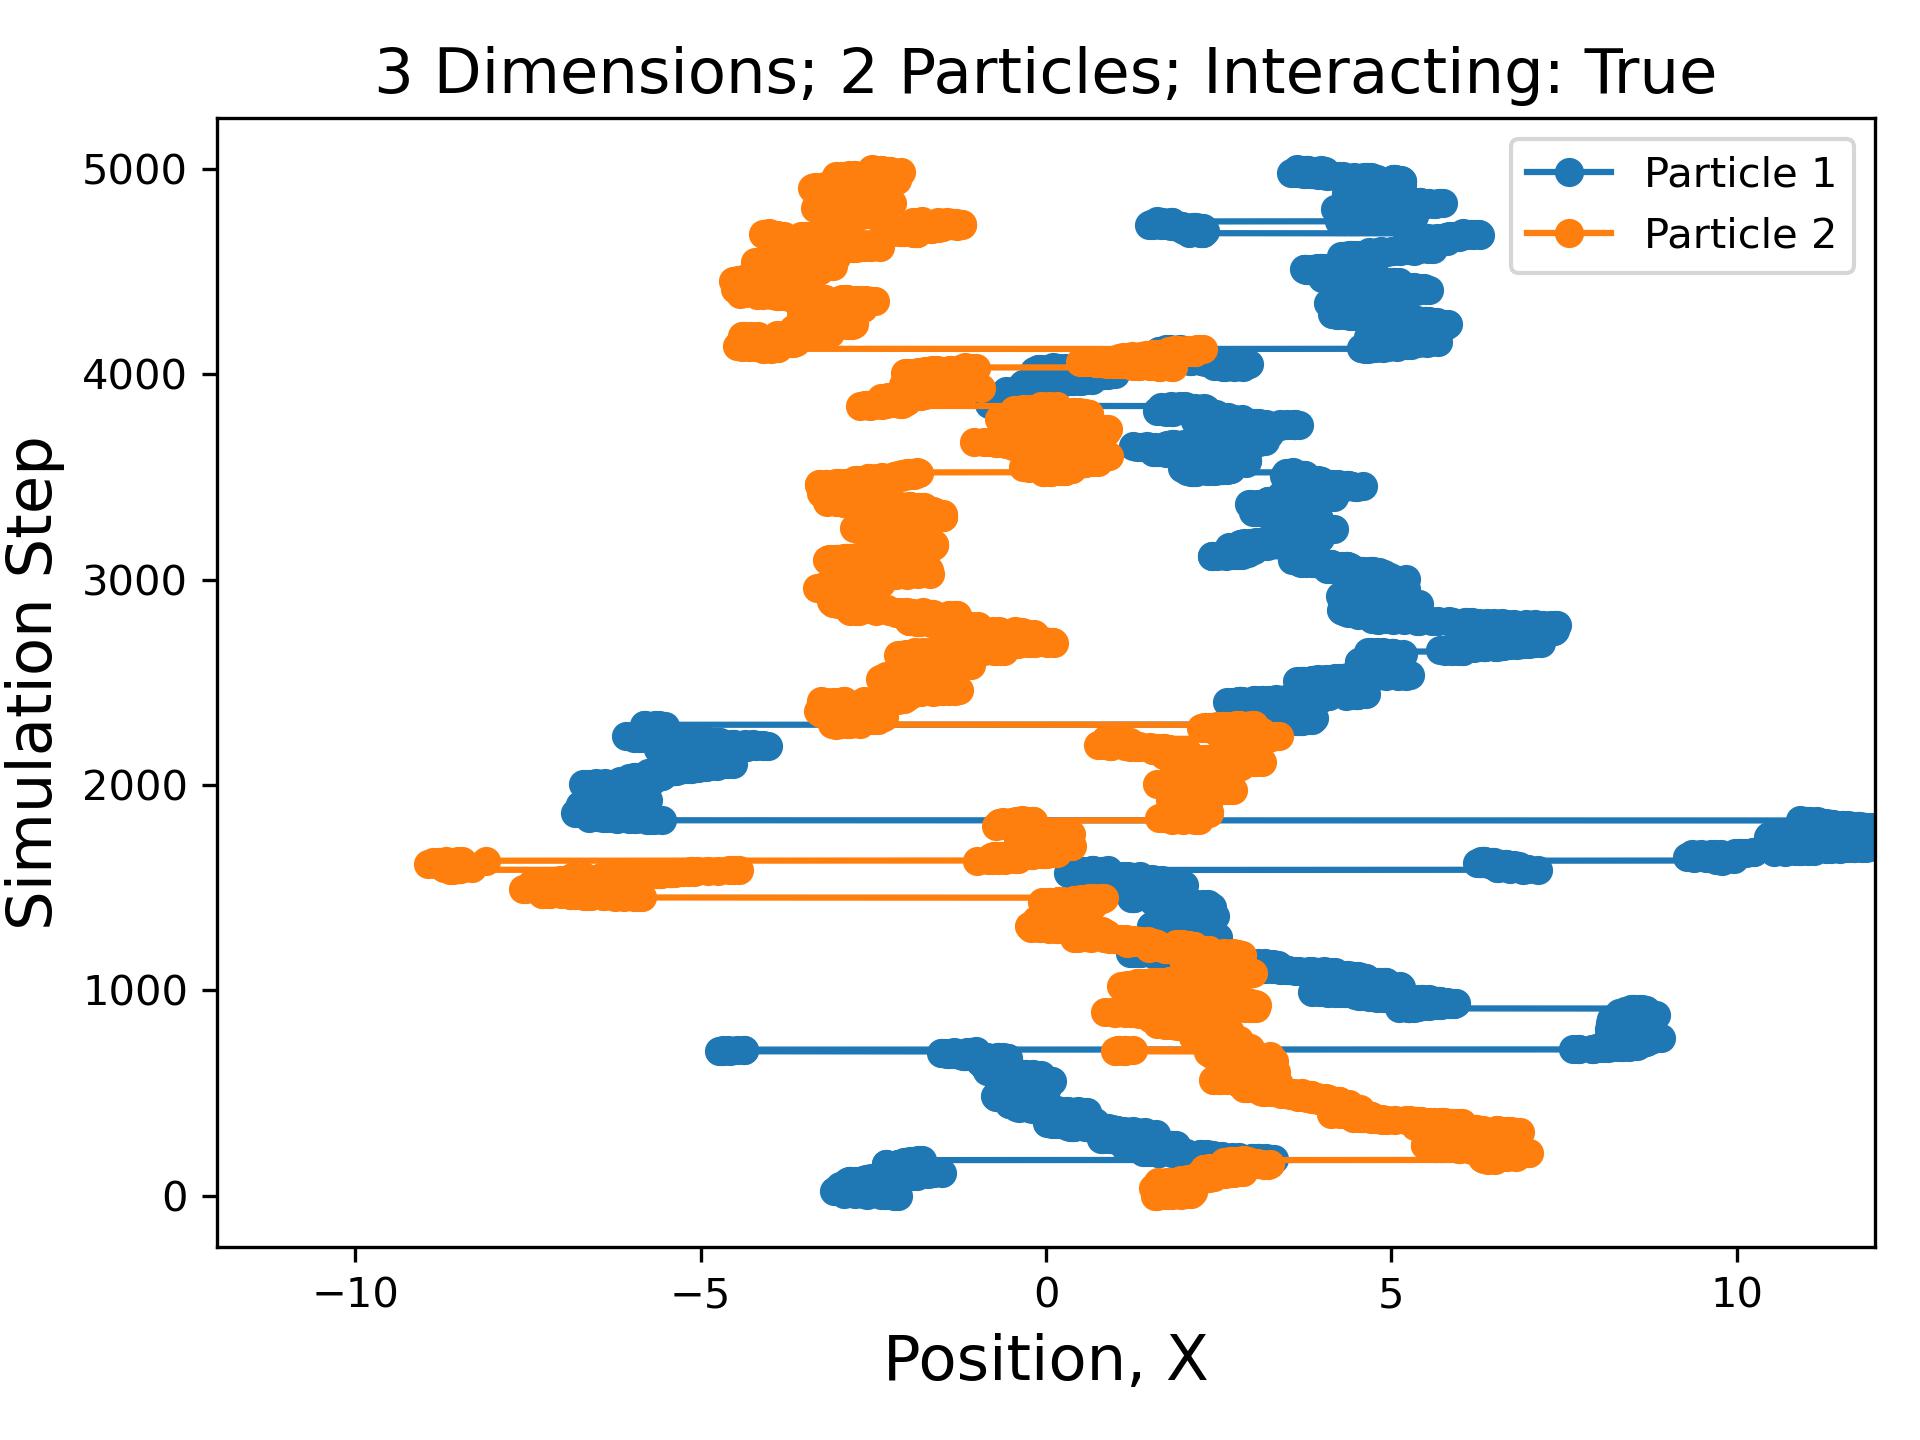 3 Dimensions; 2 Particles; Interacting: True
Particle 1
Particle 2
Simulation Step
5000
4000
3000
2000
1000
0
−10
−5
0
5
10
Position, X